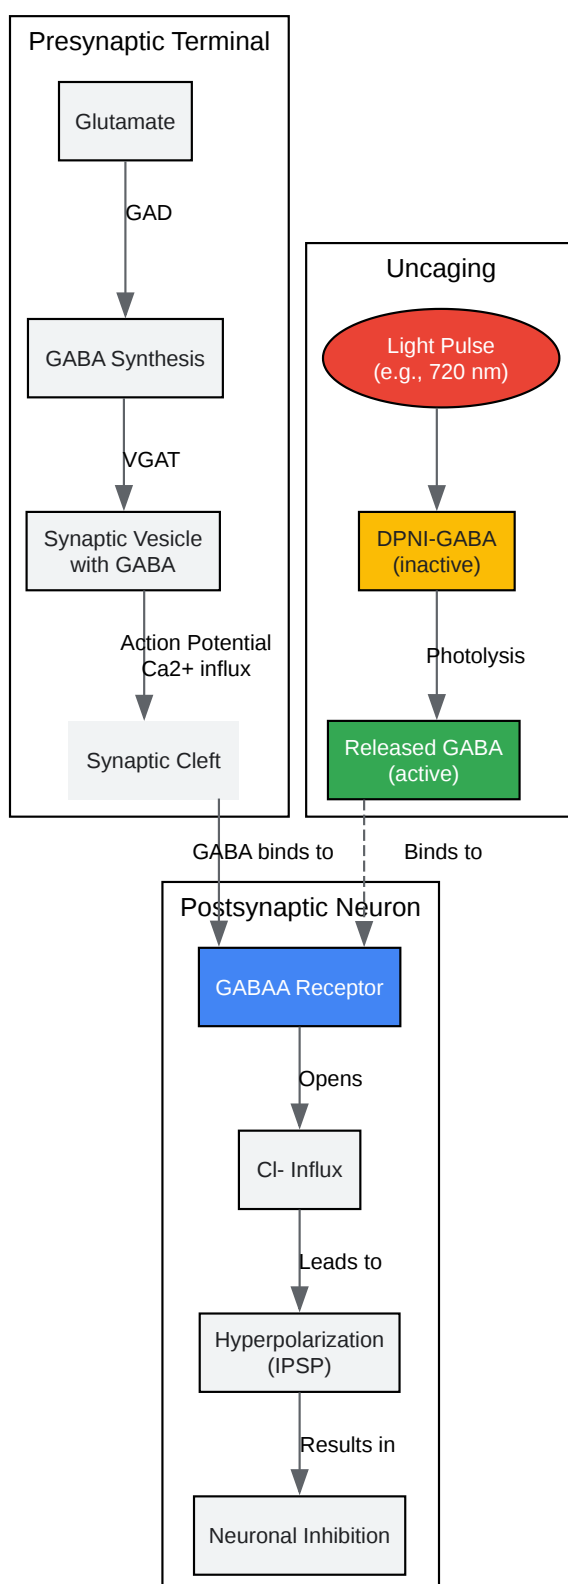 Presynaptic Terminal
Glutamate
GAD
GABA Synthesis
VGAT
Synaptic Vesicle
with GABA
Action Potential
Ca2+ influx
Synaptic Cleft
Uncaging
Light Pulse
(e.g., 720 nm)
DPNI-GABA
(inactive)
Photolysis
Released GABA
(active)
GABA binds to
Binds to
Postsynaptic Neuron
GABAA Receptor
Opens
Cl- Influx
Leads to
Hyperpolarization
(IPSP)
Results in
Neuronal Inhibition